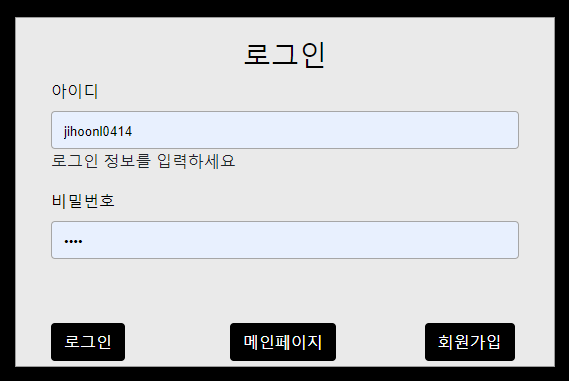 로그인
아이디
jihoonl0414
로그인 정보를 입력하세요
비밀번호
••••
로그인 메인페이지 회원가입